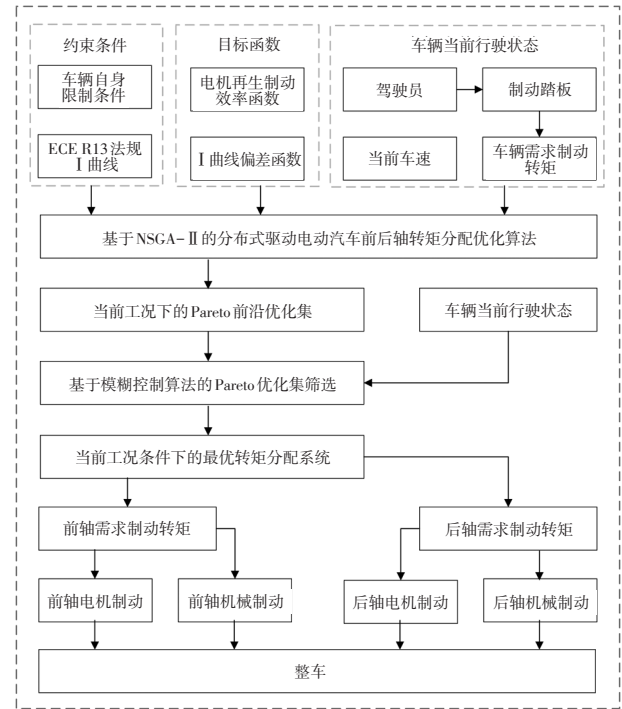 约束条件
车辆自身
限制条件
ECE R13法规
Ⅰ曲线
目标函数
电机再生制动
效率函数
Ⅰ曲线偏差函数
车辆当前行驶状态
驾驶员
制动踏板
当前车速
车辆需求制动
转矩
基于NSGA-Ⅱ的分布式驱动电动汽车前后轴转矩分配优化算法
当前工况下的Pareto前沿优化集
车辆当前行驶状态
基于模糊控制算法的Pareto优化集筛选
当前工况条件下的最优转矩分配系统
前轴需求制动转矩
后轴需求制动转矩
前轴电机制动
前轴机械制动
后轴电机制动
后轴机械制动
整车